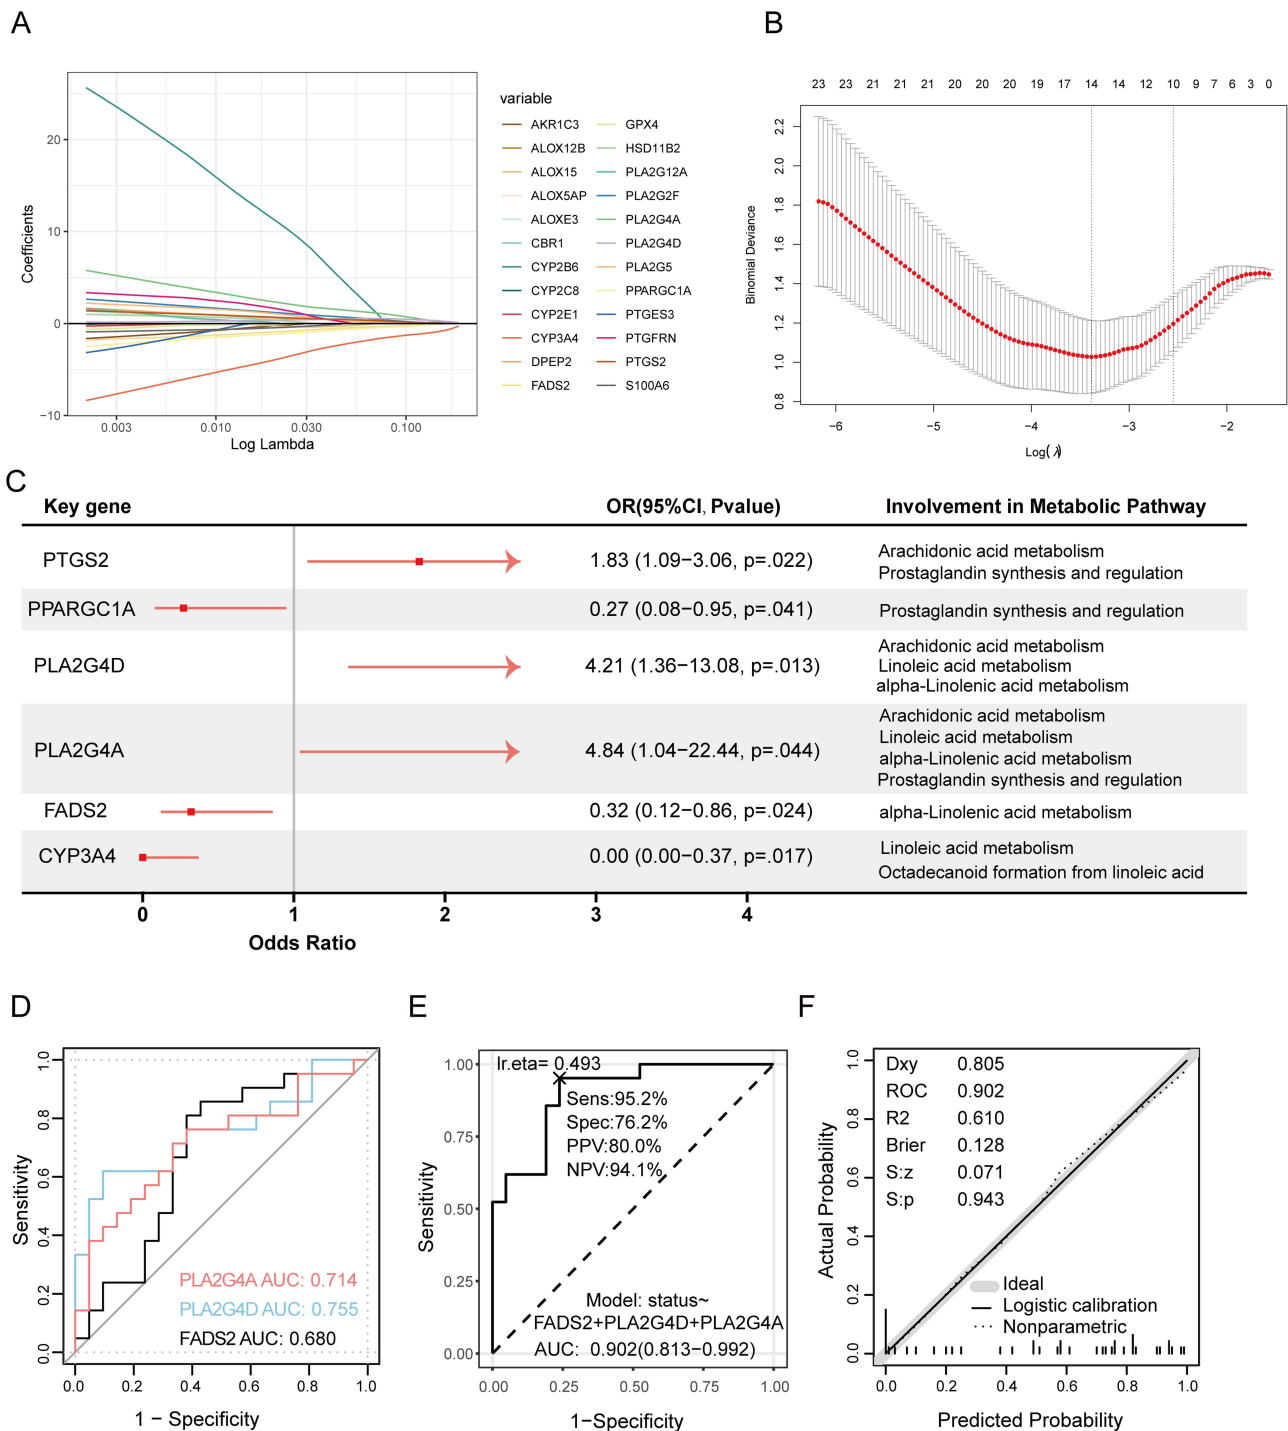 A
20
10
0
−10
Coefficients
0.003
0.010
0.030
0.100
Log Lambda
variable
AKR1C3
ALOX12B
ALOX15
ALOX5AP
ALOXE3
CBR1
CYP2B6
CYP2C8
CYP2E1
CYP3A4
DPEP2
FADS2
GPX4
HSD11B2
PLA2G12A
PLA2G2F
PLA2G4A
PLA2G4D
PLA2G5
PPARGC1A
PTGES3
PTGFRN
PTGS2
S100A6
B
23 23 21 21 21 20 20 20 19 17 14 14 12 10 9 7 6 3 0
2.2
2.0
1.8
1.6
1.4
1.2
1.0
0.8
Binomial Deviance
−6 −5 −4 −3 −2
Log(λ)
C
Key gene OR(95%CI, Pvalue) Involvement in Metabolic Pathway
PTGS2 1.83 (1.09−3.06, p=.022)
Arachidonic acid metabolism
Prostaglandin synthesis and regulation
PPARGC1A 0.27 (0.08−0.95, p=.041) Prostaglandin synthesis and regulation
PLA2G4D 4.21 (1.36−13.08, p=.013)
Arachidonic acid metabolism
Linoleic acid metabolism
alpha-Linolenic acid metabolism
PLA2G4A 4.84 (1.04−22.44, p=.044)
Arachidonic acid metabolism
Linoleic acid metabolism
alpha-Linolenic acid metabolism
Prostaglandin synthesis and regulation
FADS2 0.32 (0.12−0.86, p=.024) alpha-Linolenic acid metabolism
CYP3A4 0.00 (0.00−0.37, p=.017)
Linoleic acid metabolism
Octadecanoid formation from linoleic acid
0 1 2 3 4
Odds Ratio
D
1.0
0.8
0.6
0.4
0.2
0.0
Sensitivity
PLA2G4A AUC: 0.714
PLA2G4D AUC: 0.755
FADS2 AUC: 0.680
0.0 0.2 0.4 0.6 0.8 1.0
1 − Specificity
E
1.00
0.75
0.50
0.25
0.00
Sensitivity
lr.eta= 0.493
Sens:95.2%
Spec:76.2%
PPV:80.0%
NPV:94.1%
Model: status~
FADS2+PLA2G4D+PLA2G4A
AUC: 0.902(0.813−0.992)
0.00 0.25 0.50 0.75 1.00
1−Specificity
F
1.0
0.8
0.6
0.4
0.2
0.0
Actual Probability
Dxy 0.805
ROC 0.902
R2 0.610
Brier 0.128
S:z 0.071
S:p 0.943
Ideal
Logistic calibration
Nonparametric
0.0 0.2 0.4 0.6 0.8 1.0
Predicted Probability